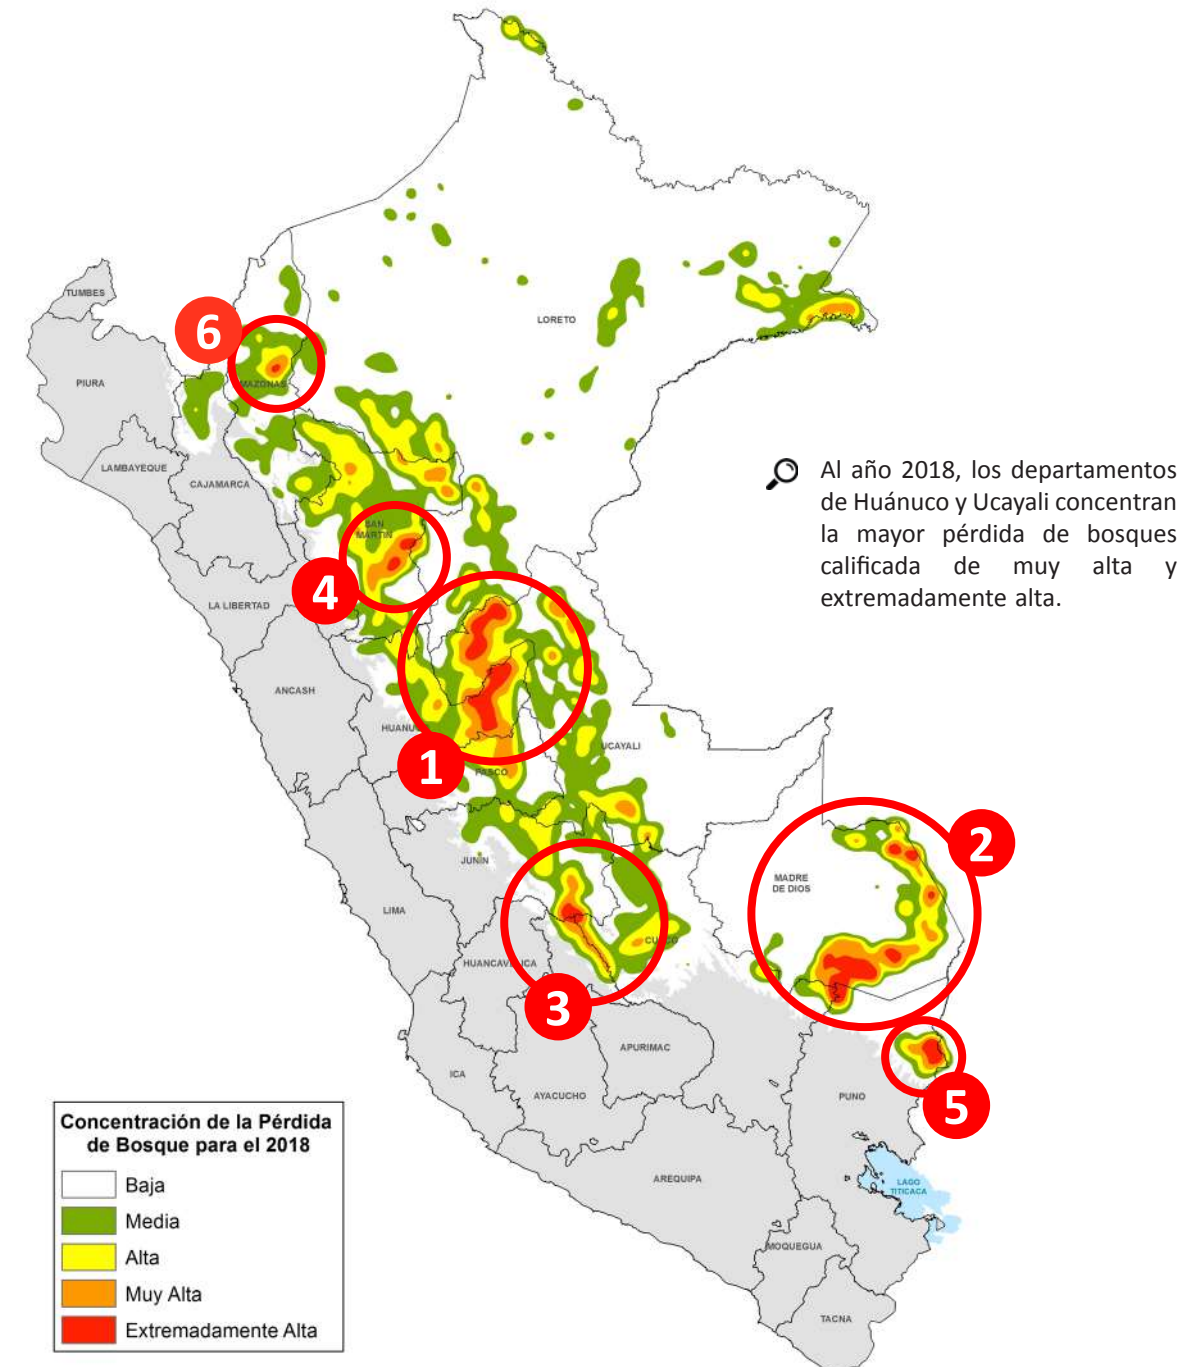 TUMBES
6
LORETO
PIURA
MAZONAS
LAMBAYEQUE
CAJAMARCA
Al año 2018, los departamentos
de Huánuco y Ucayali concentran
la mayor pérdida de bosques
calificada de muy alta y
extremadamente alta.
SAN
MARTIN
4
LA LIBERTAD
ANCASH
HUANUCO
UCAYALI
1
PASCO
2
JUNIN
MADRE
DE DIOS
LIMA
CUSCO
HUANCAVELICA
3
APURIMAC
ICA
AYACUCHO
PUNO
5
Concentración de la Pérdida
de Bosque para el 2018
Baja
Media
Alta
Muy Alta
Extremadamente Alta
AREQUIPA
LAGO
TITICACA
MOQUEGUA
TACNA